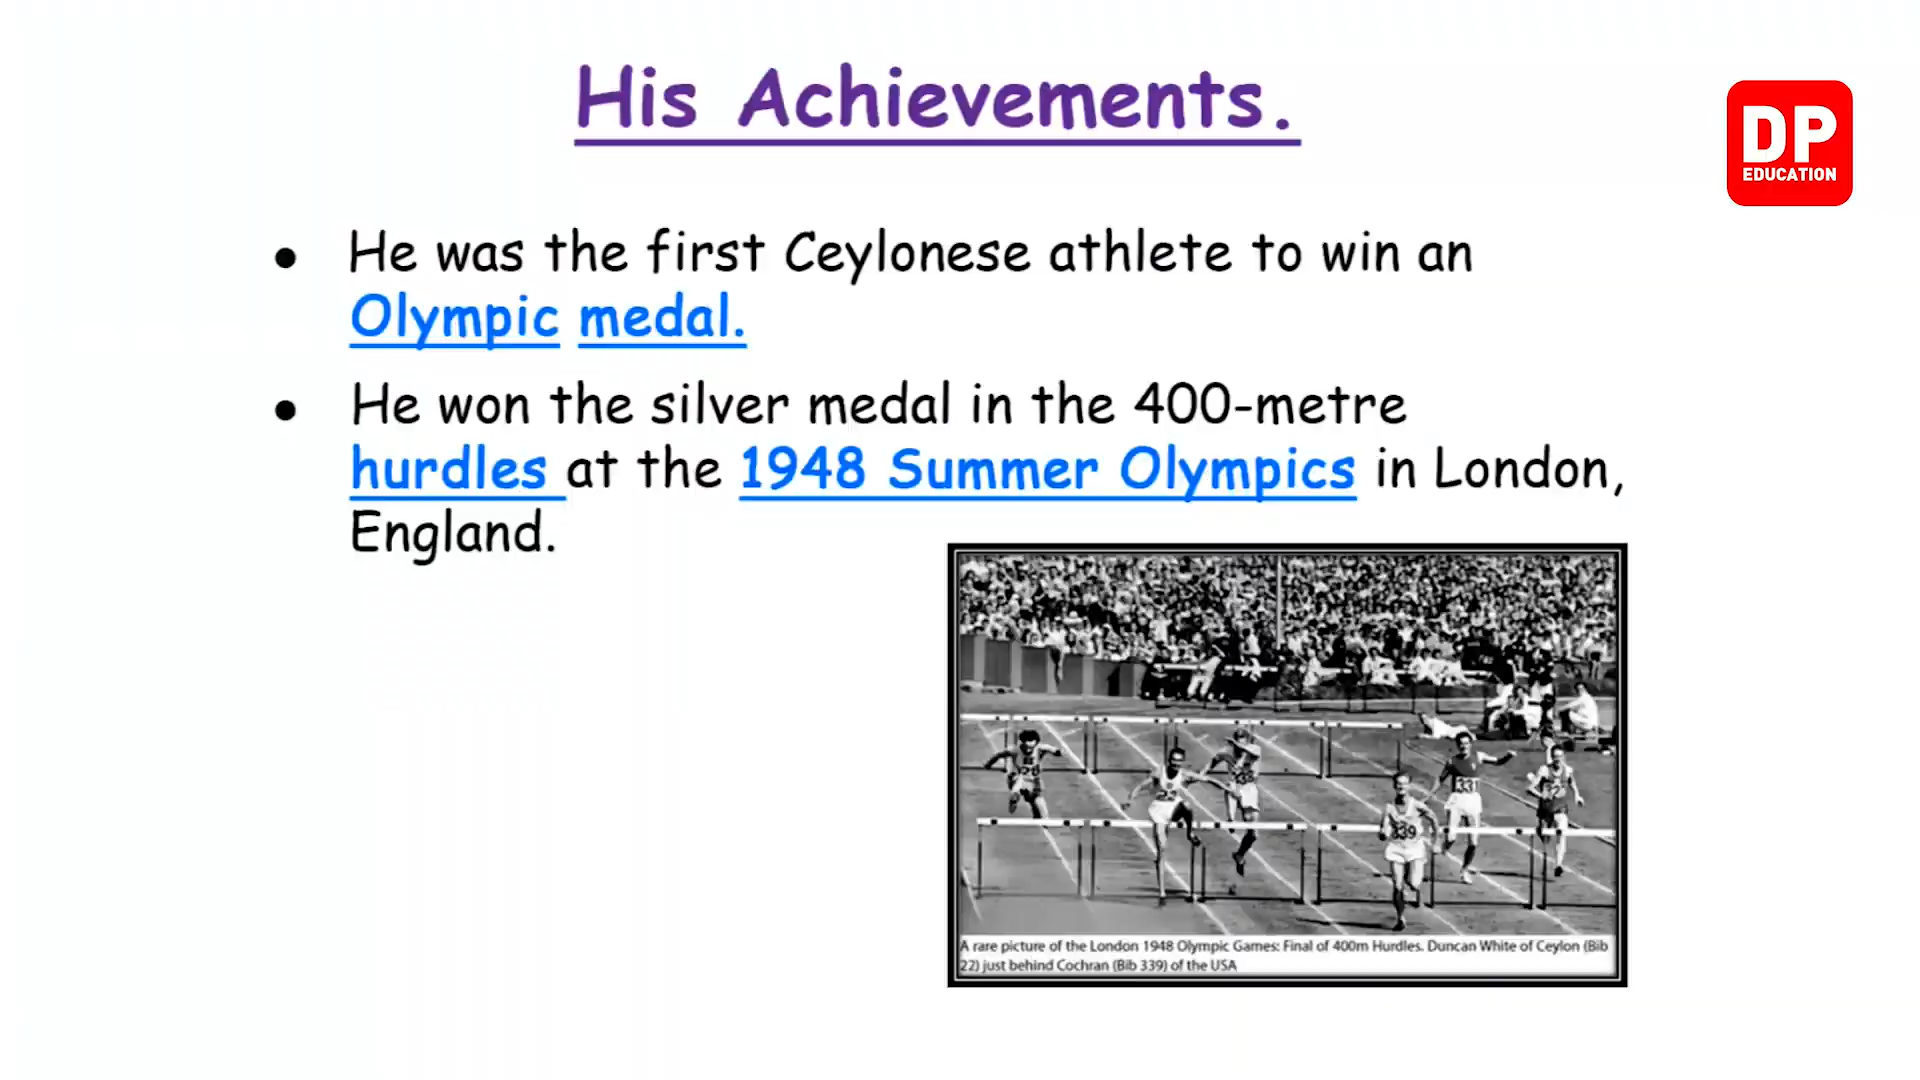 His Achievements.
DP
EDUCATION
• He was the first Ceylonese athlete to win an
Olympic medal.
• He won the silver medal in the 400-metre
hurdles at the 1948 Summer Olympics in London,
England.
22
331
339
A rare picture of the London 1948 Olympic Games: Final of 400m Hurdles. Duncan White of Ceylon (Bib
22) just behind Cochran (Bib 339) of the USA